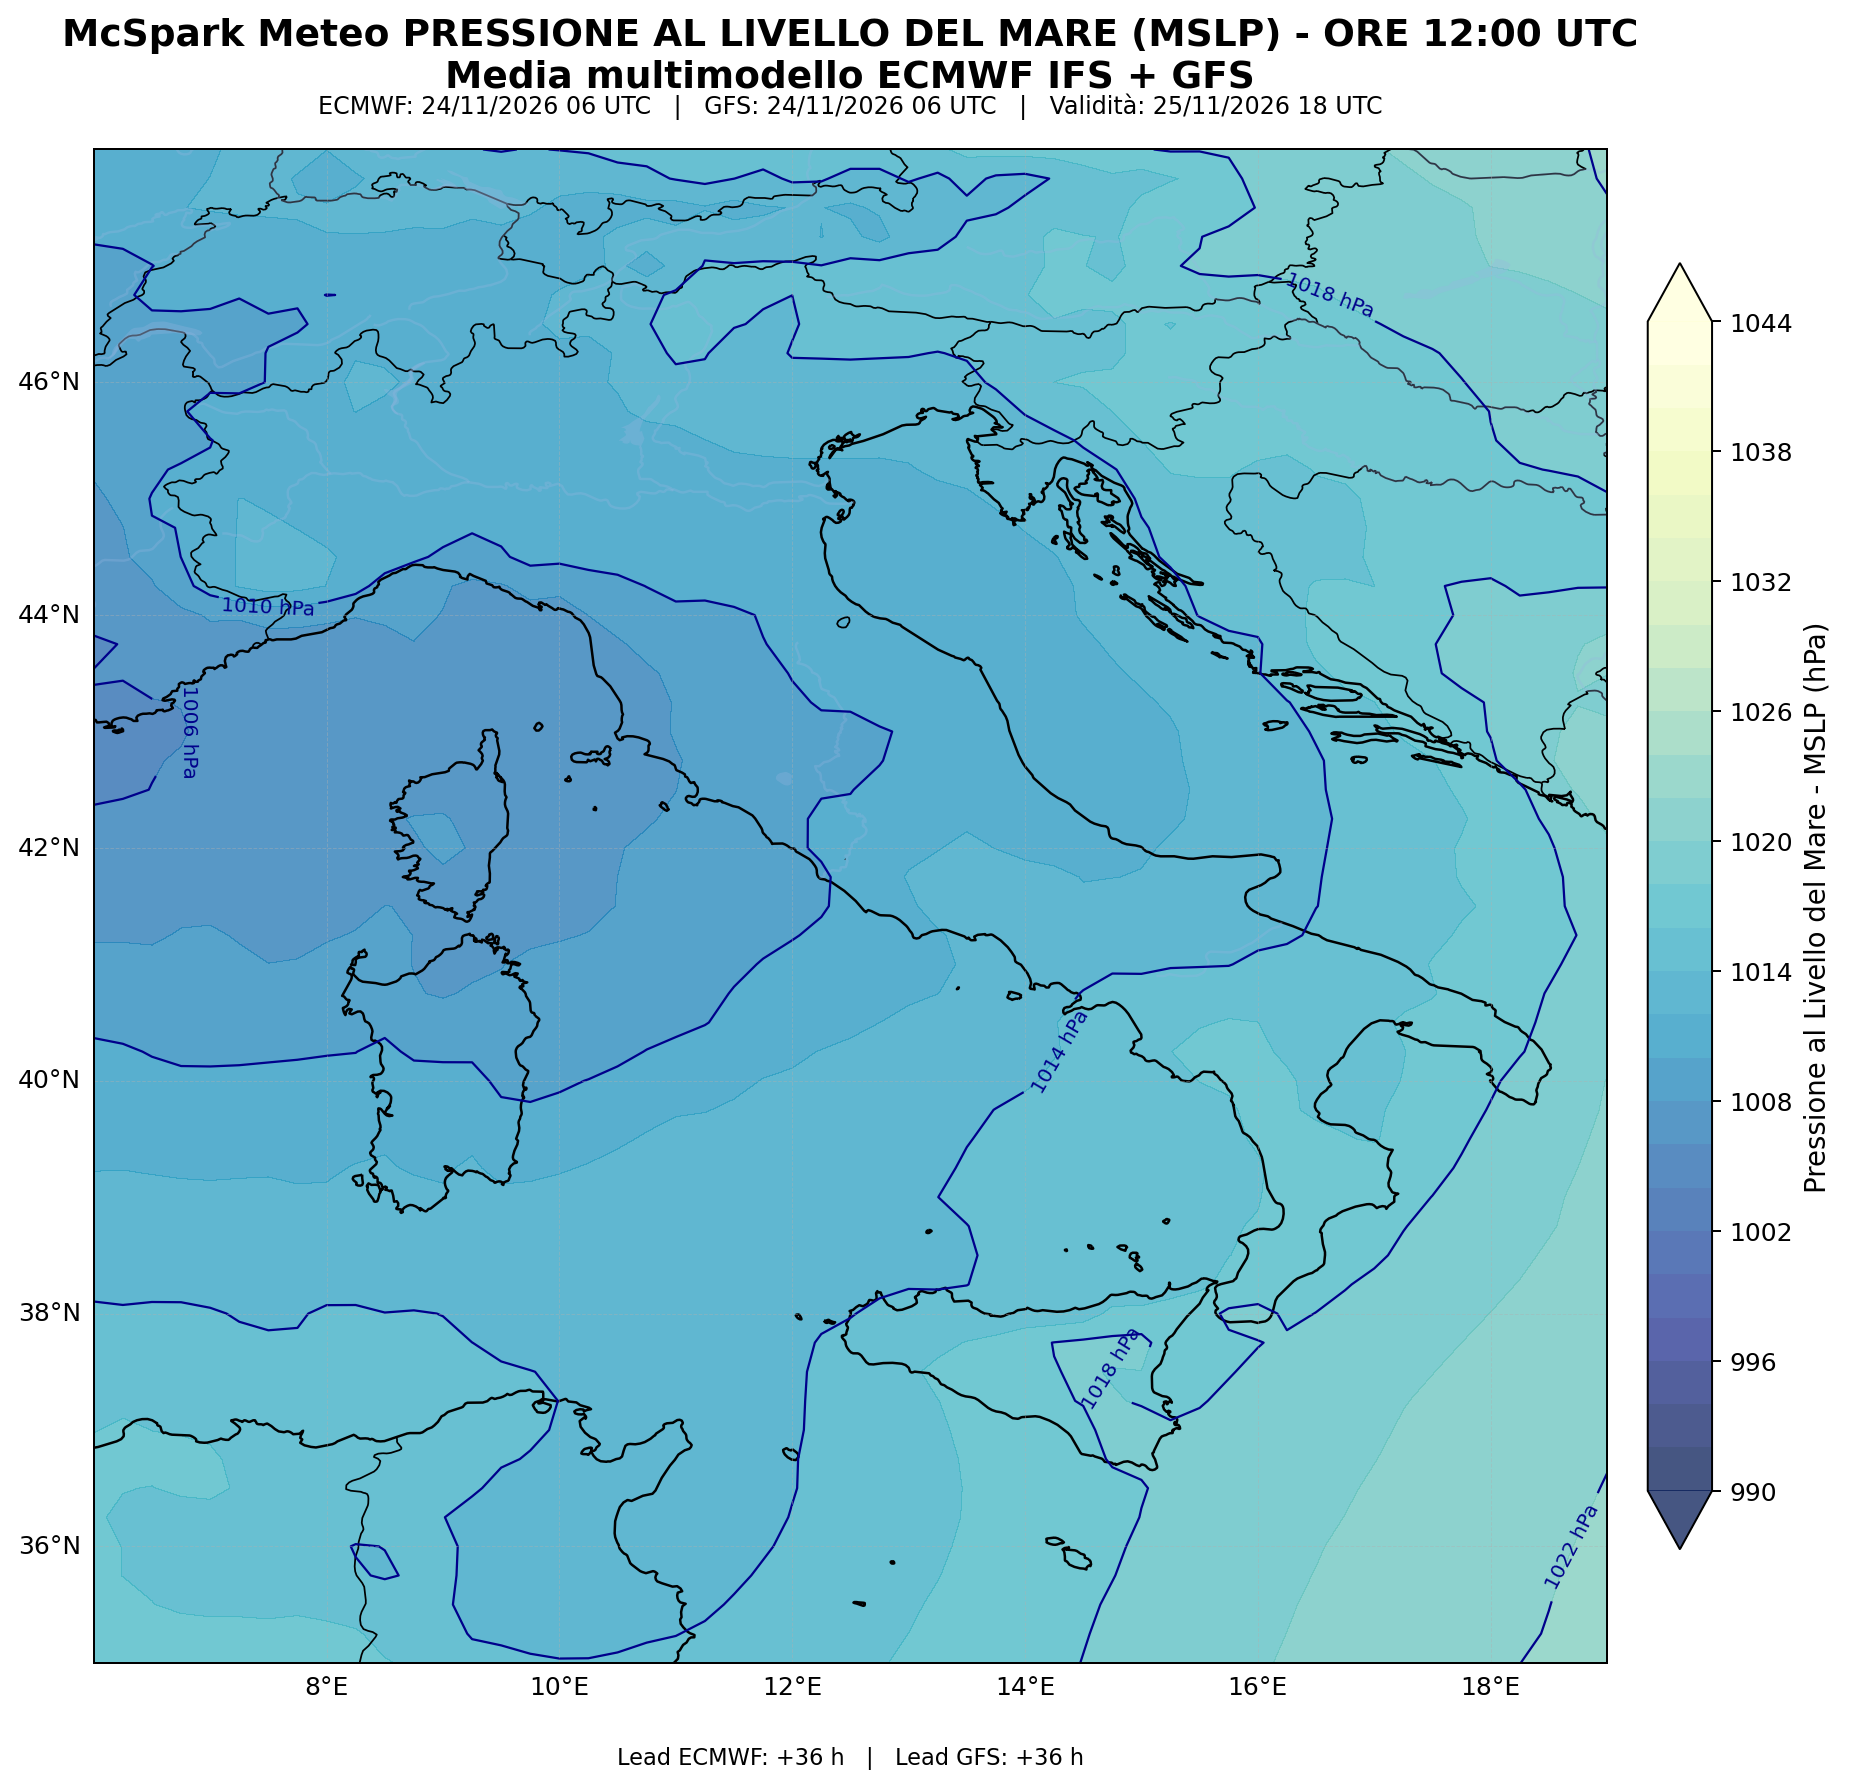 McSpark Meteo PRESSIONE AL LIVELLO DEL MARE (MSLP) - ORE 12:00 UTC
Media multimodello ECMWF IFS + GFS
ECMWF: 24/11/2026 06 UTC | GFS: 24/11/2026 06 UTC | Validità: 25/11/2026 18 UTC
1018 hPa
1010 hPa
1006 hPa
1014 hPa
1018 hPa
1022 hPa
46°N
44°N
42°N
40°N
38°N
36°N
8°E
10°E
12°E
14°E
16°E
18°E
1044
1038
1032
1026
1020
1014
1008
1002
996
990
Pressione al Livello del Mare - MSLP (hPa)
Lead ECMWF: +36 h | Lead GFS: +36 h